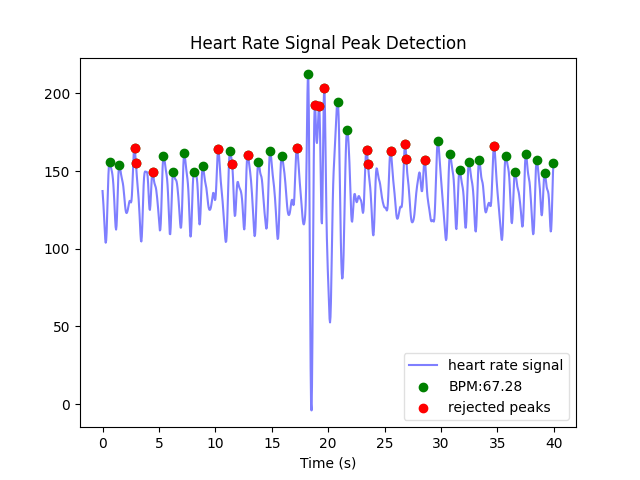 Heart Rate Signal Peak Detection
200
150
100
50
0
heart rate signal
BPM:67.28
rejected peaks
0 5 10 15 20 25 30 35 40
Time (s)